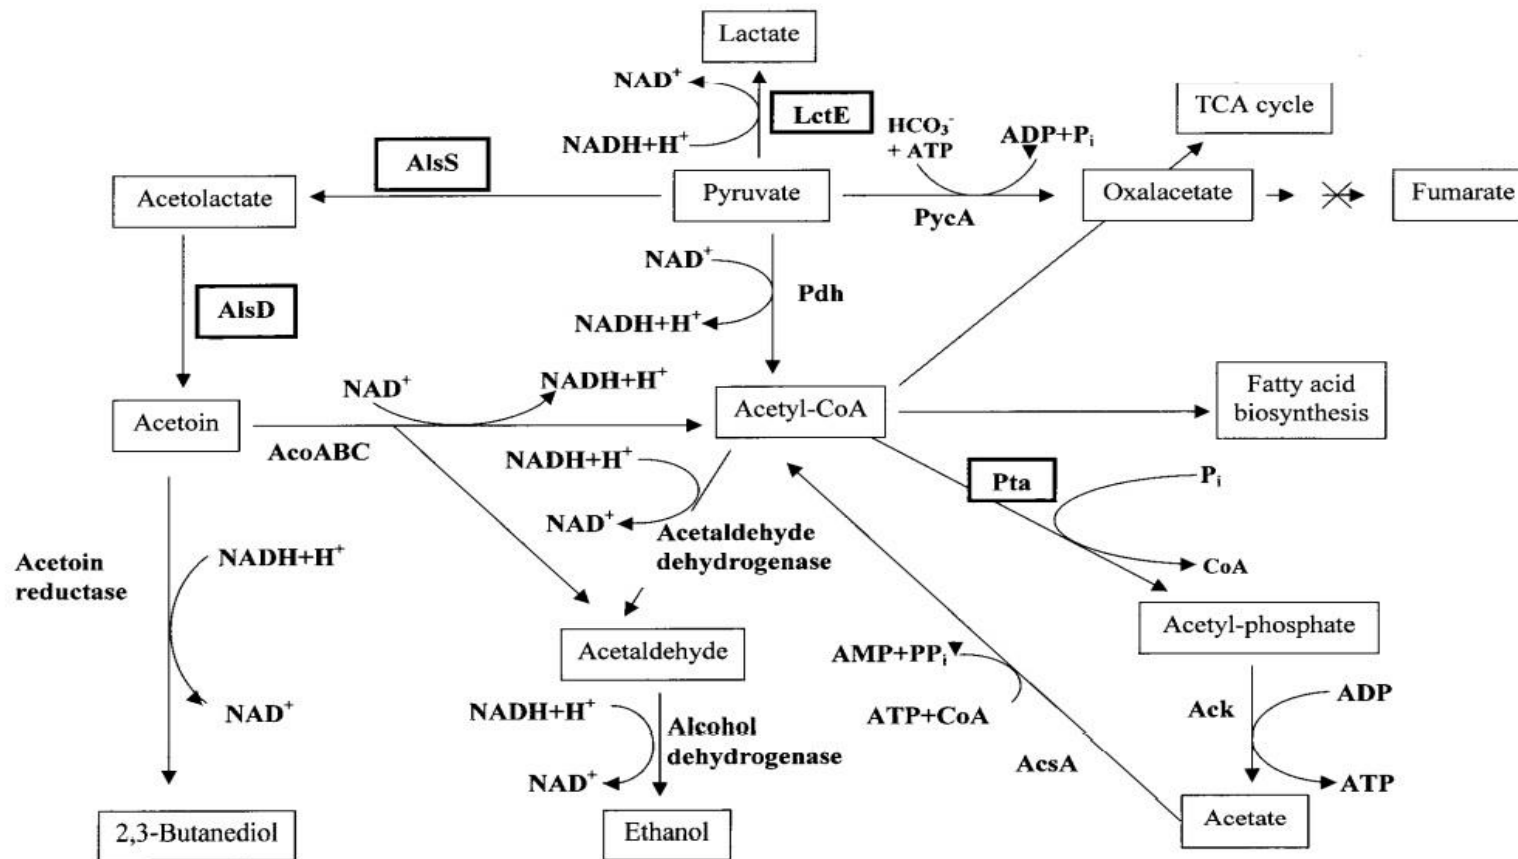 Lactate
NAD⁺
LctE
NADH+H⁺
HCO₃⁻
+ ATP
ADP+Pᵢ
TCA cycle
AlsS
Acetolactate
Pyruvate
PycA
Oxalacetate
Fumarate
NAD⁺
Pdh
NADH+H⁺
AlsD
NAD⁺
NADH+H⁺
Acetoin
AcoABC
Acetyl-CoA
Fatty acid
biosynthesis
NADH+H⁺
NAD⁺
Acetaldehyde
dehydrogenase
Pta
Pᵢ
CoA
Acetoin
reductase
NADH+H⁺
NAD⁺
Acetaldehyde
Acetyl-phosphate
AMP+PPᵢ
ATP+CoA
AcsA
Ack
ADP
ATP
NADH+H⁺
NAD⁺
Alcohol
dehydrogenase
2,3-Butanediol
Ethanol
Acetate